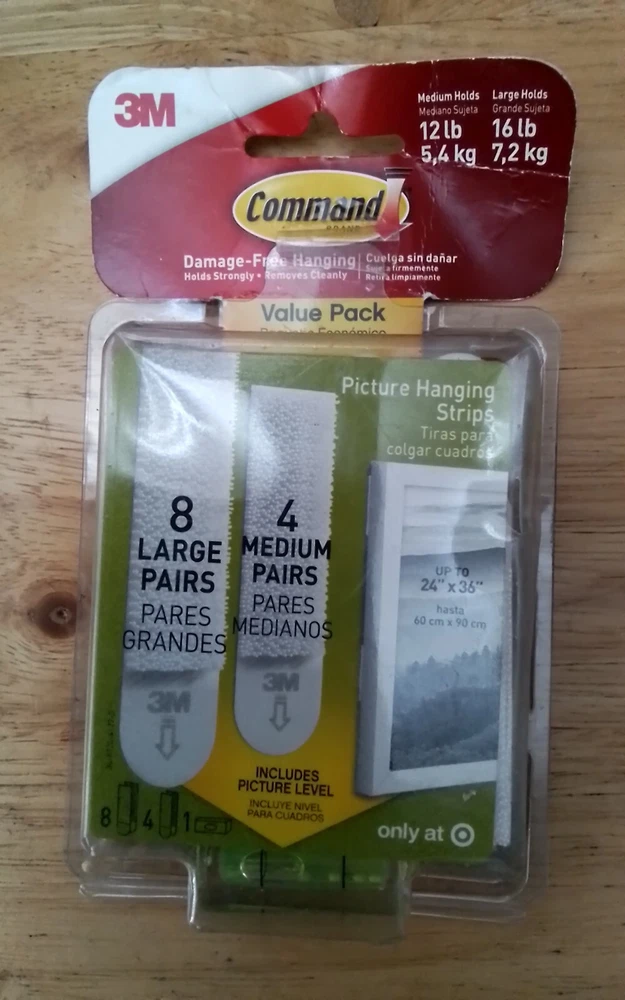 3M
Medium Holds
Mediano Sujeta
12 lb
5,4 kg
Large Holds
Grande Sujeta
16 lb
7,2 kg
Command
BRAND
Damage-Free Hanging
Holds Strongly • Removes Cleanly
Cuelga sin dañar
Sujeta firmemente
Retira limpiamente
Value Pack
Paquete Económico
Picture Hanging
Strips
Tiras para
colgar cuadros
8
LARGE
PAIRS
PARES
GRANDES
4
MEDIUM
PAIRS
PARES
MEDIANOS
UP TO
24" x 36"
hasta
60 cm x 90 cm
3M
3M
INCLUDES
PICTURE LEVEL
INCLUYE NIVEL
PARA CUADROS
8 4 1
only at